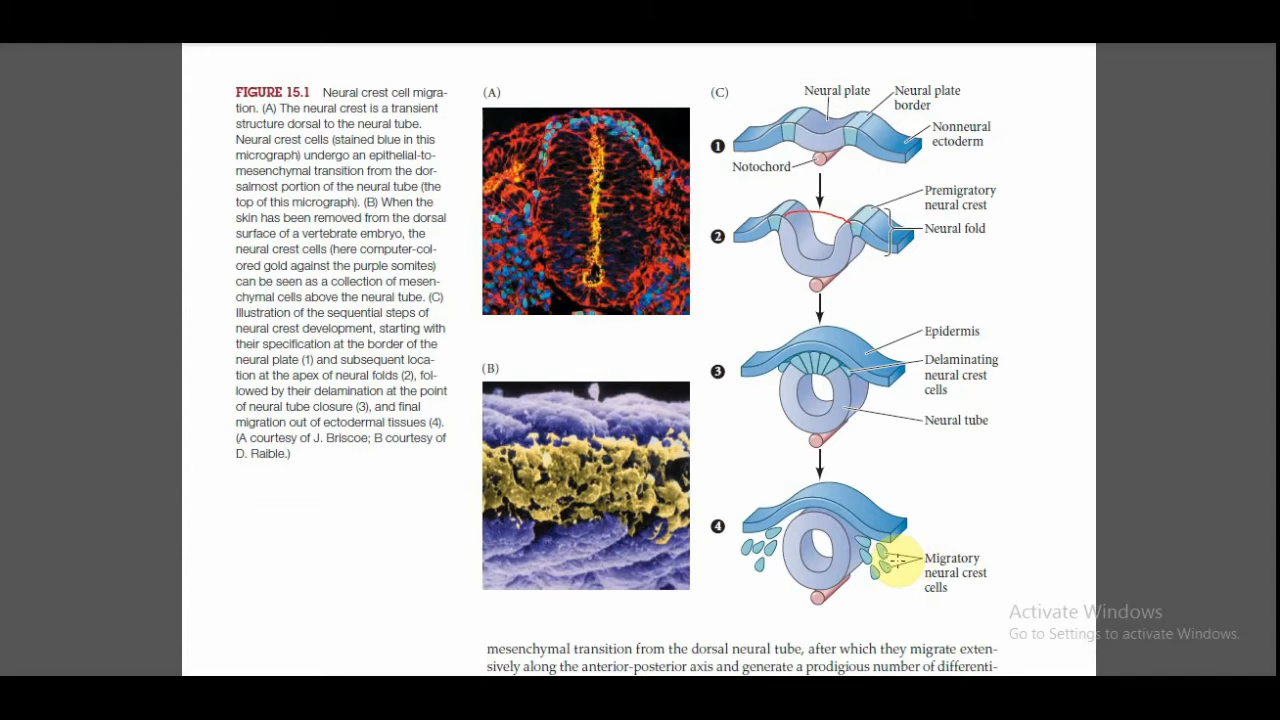 FIGURE 15.1 Neural crest cell migra-
tion. (A) The neural crest is a transient
structure dorsal to the neural tube.
Neural crest cells (stained blue in this
micrograph) undergo an epithelial-to-
mesenchymal transition from the dor-
salmost portion of the neural tube (the
top of this micrograph). (B) When the
skin has been removed from the dorsal
surface of a vertebrate embryo, the
neural crest cells (here computer-col-
ored gold against the purple somites)
can be seen as a collection of mesen-
chymal cells above the neural tube. (C)
Illustration of the sequential steps of
neural crest development, starting with
their specification at the border of the
neural plate (1) and subsequent loca-
tion at the apex of neural folds (2), fol-
lowed by their delamination at the point
of neural tube closure (3), and final
migration out of ectodermal tissues (4).
(A courtesy of J. Briscoe; B courtesy of
D. Raible.)
(A)
(B)
(C)
Neural plate
Neural plate
border
Nonneural
ectoderm
1
Notochord
Premigratory
neural crest
Neural fold
2
Epidermis
Delaminating
neural crest
cells
3
Neural tube
4
Migratory
neural crest
cells
Activate Windows
Go to Settings to activate Windows.
mesenchymal transition from the dorsal neural tube, after which they migrate exten-
sively along the anterior-posterior axis and generate a prodigious number of differenti-